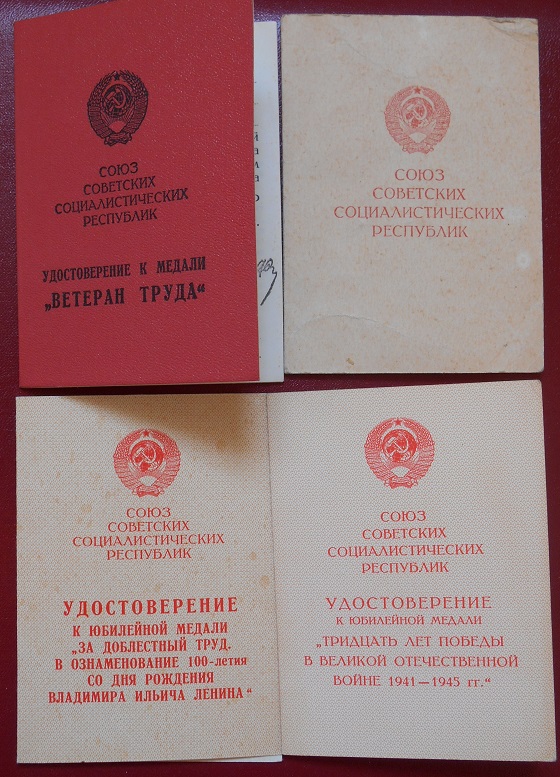 СОЮЗ
СОВЕТСКИХ
СОЦИАЛИСТИЧЕСКИХ
РЕСПУБЛИК
УДОСТОВЕРЕНИЕ К МЕДАЛИ
„ВЕТЕРАН ТРУДА“
СОЮЗ
СОВЕТСКИХ
СОЦИАЛИСТИЧЕСКИХ
РЕСПУБЛИК
СОЮЗ
СОВЕТСКИХ
СОЦИАЛИСТИЧЕСКИХ
РЕСПУБЛИК
УДОСТОВЕРЕНИЕ
К ЮБИЛЕЙНОЙ МЕДАЛИ
„ЗА ДОБЛЕСТНЫЙ ТРУД.
В ОЗНАМЕНОВАНИЕ 100-летия
СО ДНЯ РОЖДЕНИЯ
ВЛАДИМИРА ИЛЬИЧА ЛЕНИНА“
СОЮЗ
СОВЕТСКИХ
СОЦИАЛИСТИЧЕСКИХ
РЕСПУБЛИК
УДОСТОВЕРЕНИЕ
К ЮБИЛЕЙНОЙ МЕДАЛИ
„ТРИДЦАТЬ ЛЕТ ПОБЕДЫ
В ВЕЛИКОЙ ОТЕЧЕСТВЕННОЙ
ВОЙНЕ 1941—1945 гг.“